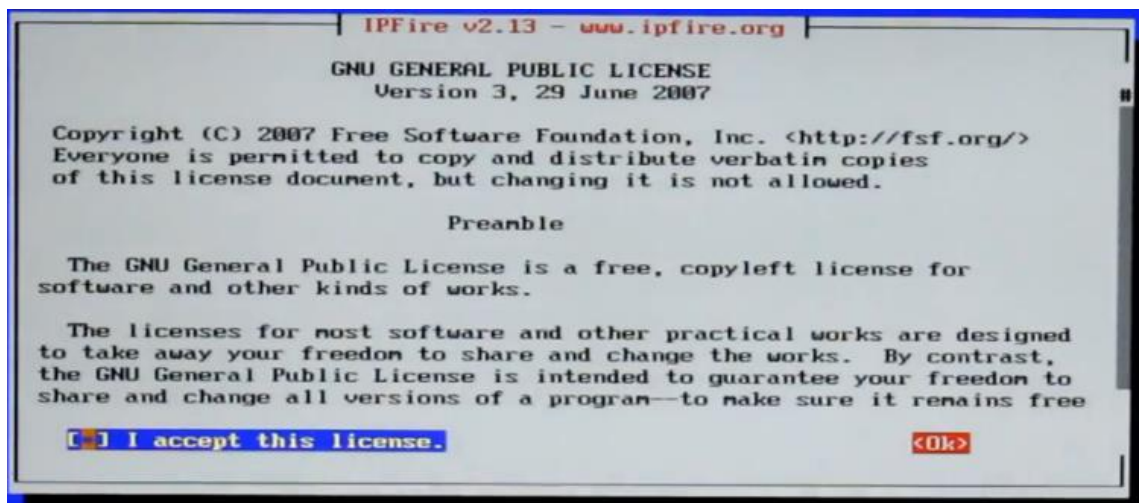 IPFire v2.13 - www.ipfire.org
GNU GENERAL PUBLIC LICENSE
Version 3, 29 June 2007
Copyright (C) 2007 Free Software Foundation, Inc. <http://fsf.org/>
Everyone is permitted to copy and distribute verbatim copies
of this license document, but changing it is not allowed.
Preamble
The GNU General Public License is a free, copyleft license for
software and other kinds of works.
The licenses for most software and other practical works are designed
to take away your freedom to share and change the works. By contrast,
the GNU General Public License is intended to guarantee your freedom to
share and change all versions of a program--to make sure it remains free
[*] I accept this license.
<Ok>